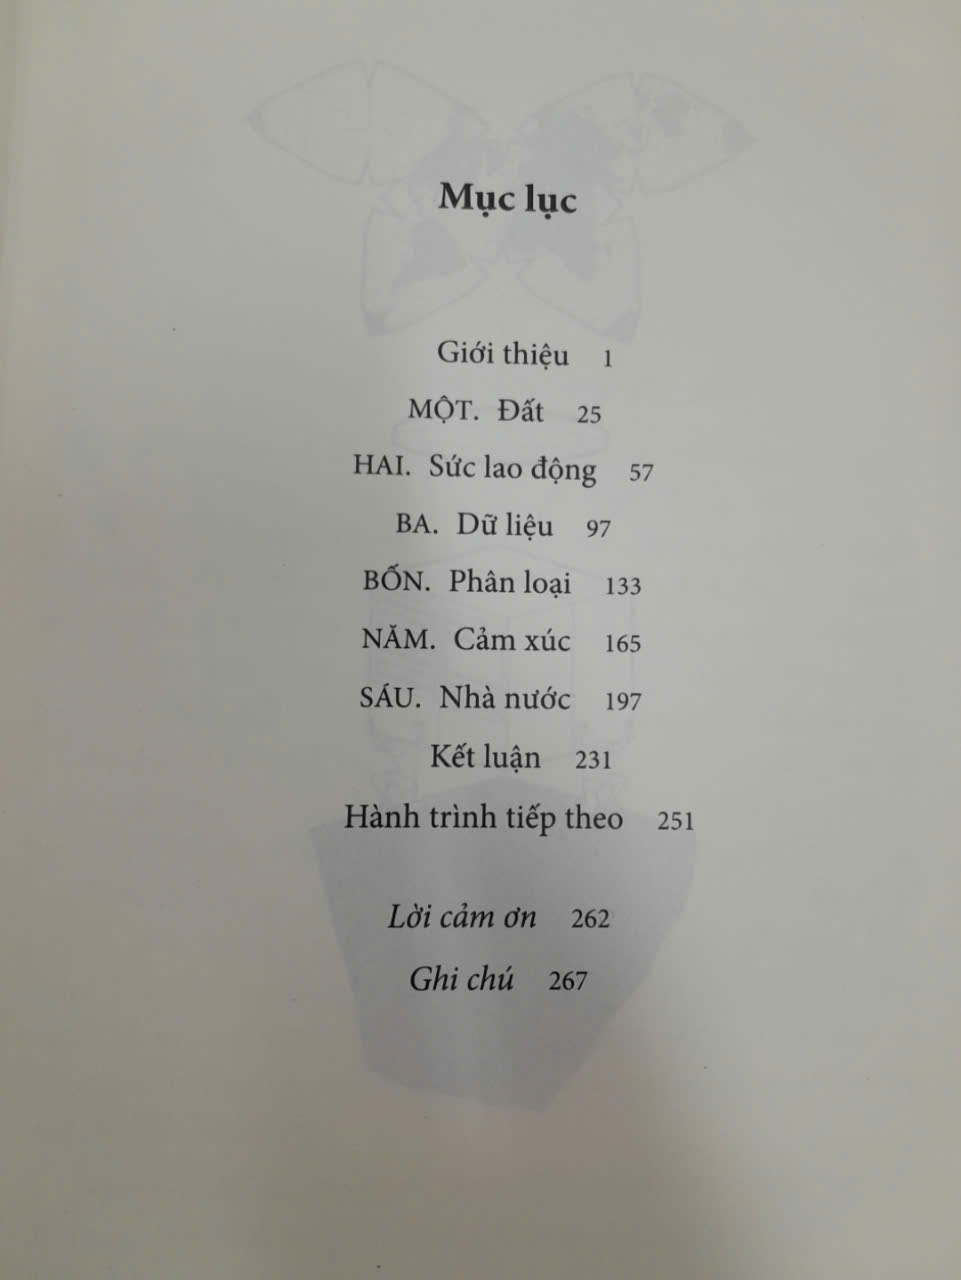 Mục lục
Giới thiệu 1
MỘT. Đất 25
HAI. Sức lao động 57
BA. Dữ liệu 97
BỐN. Phân loại 133
NĂM. Cảm xúc 165
SÁU. Nhà nước 197
Kết luận 231
Hành trình tiếp theo 251
Lời cảm ơn 262
Ghi chú 267